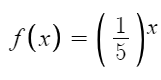 f(x) = (1/5)^x